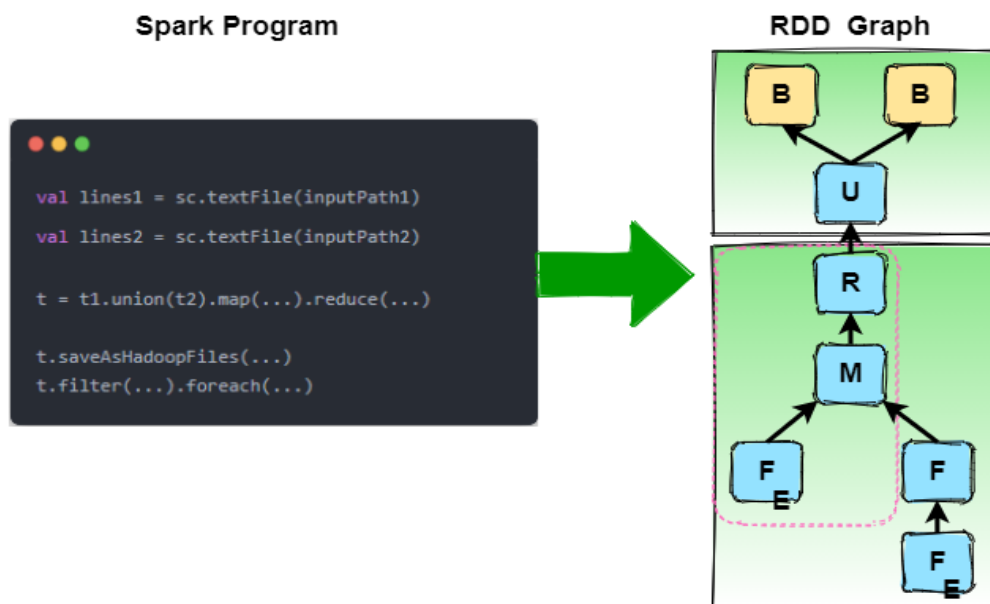 Spark Program
val lines1 = sc.textFile(inputPath1)
val lines2 = sc.textFile(inputPath2)
t = t1.union(t2).map(...).reduce(...)
t.saveAsHadoopFiles(...)
t.filter(...).foreach(...)
RDD Graph
B
B
U
R
M
F
E
F
F
E